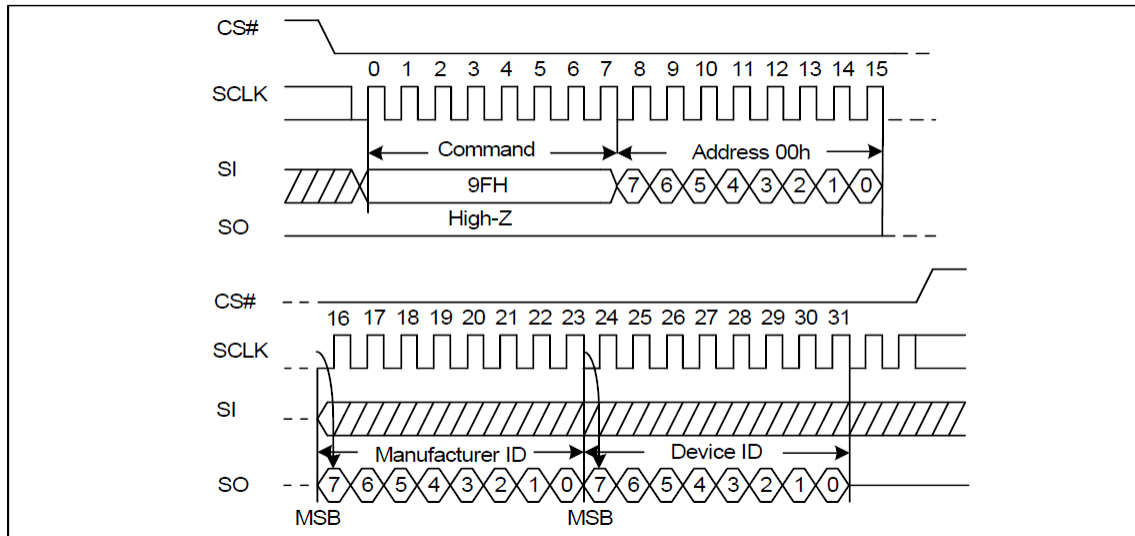 CS#
0 1 2 3 4 5 6 7 8 9 10 11 12 13 14 15
SCLK
Command Address 00h
SI
9FH 7 6 5 4 3 2 1 0
High-Z
SO
CS#
16 17 18 19 20 21 22 23 24 25 26 27 28 29 30 31
SCLK
SI
Manufacturer ID Device ID
SO 7 6 5 4 3 2 1 0 7 6 5 4 3 2 1 0
MSB MSB